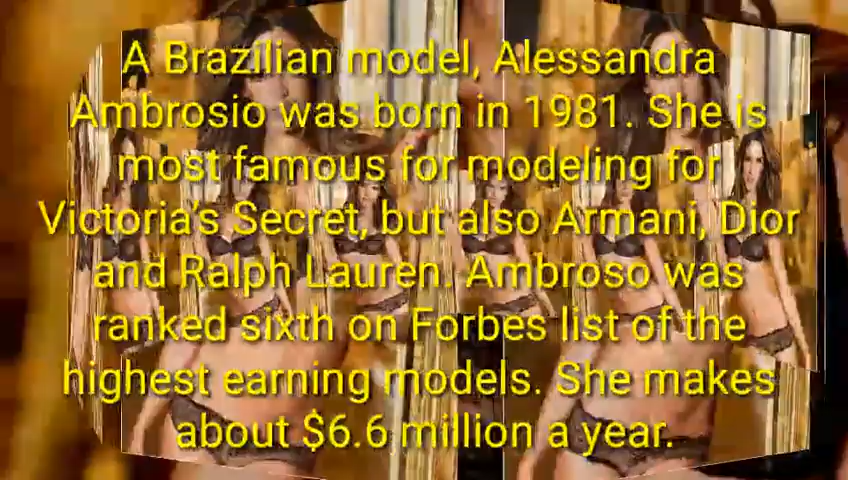 A Brazilian model, Alessandra
Ambrosio was born in 1981. She is
most famous for modeling for
Victoria's Secret, but also Armani, Dior
and Ralph Lauren. Ambroso was
ranked sixth on Forbes list of the
highest earning models. She makes
about $6.6 million a year.